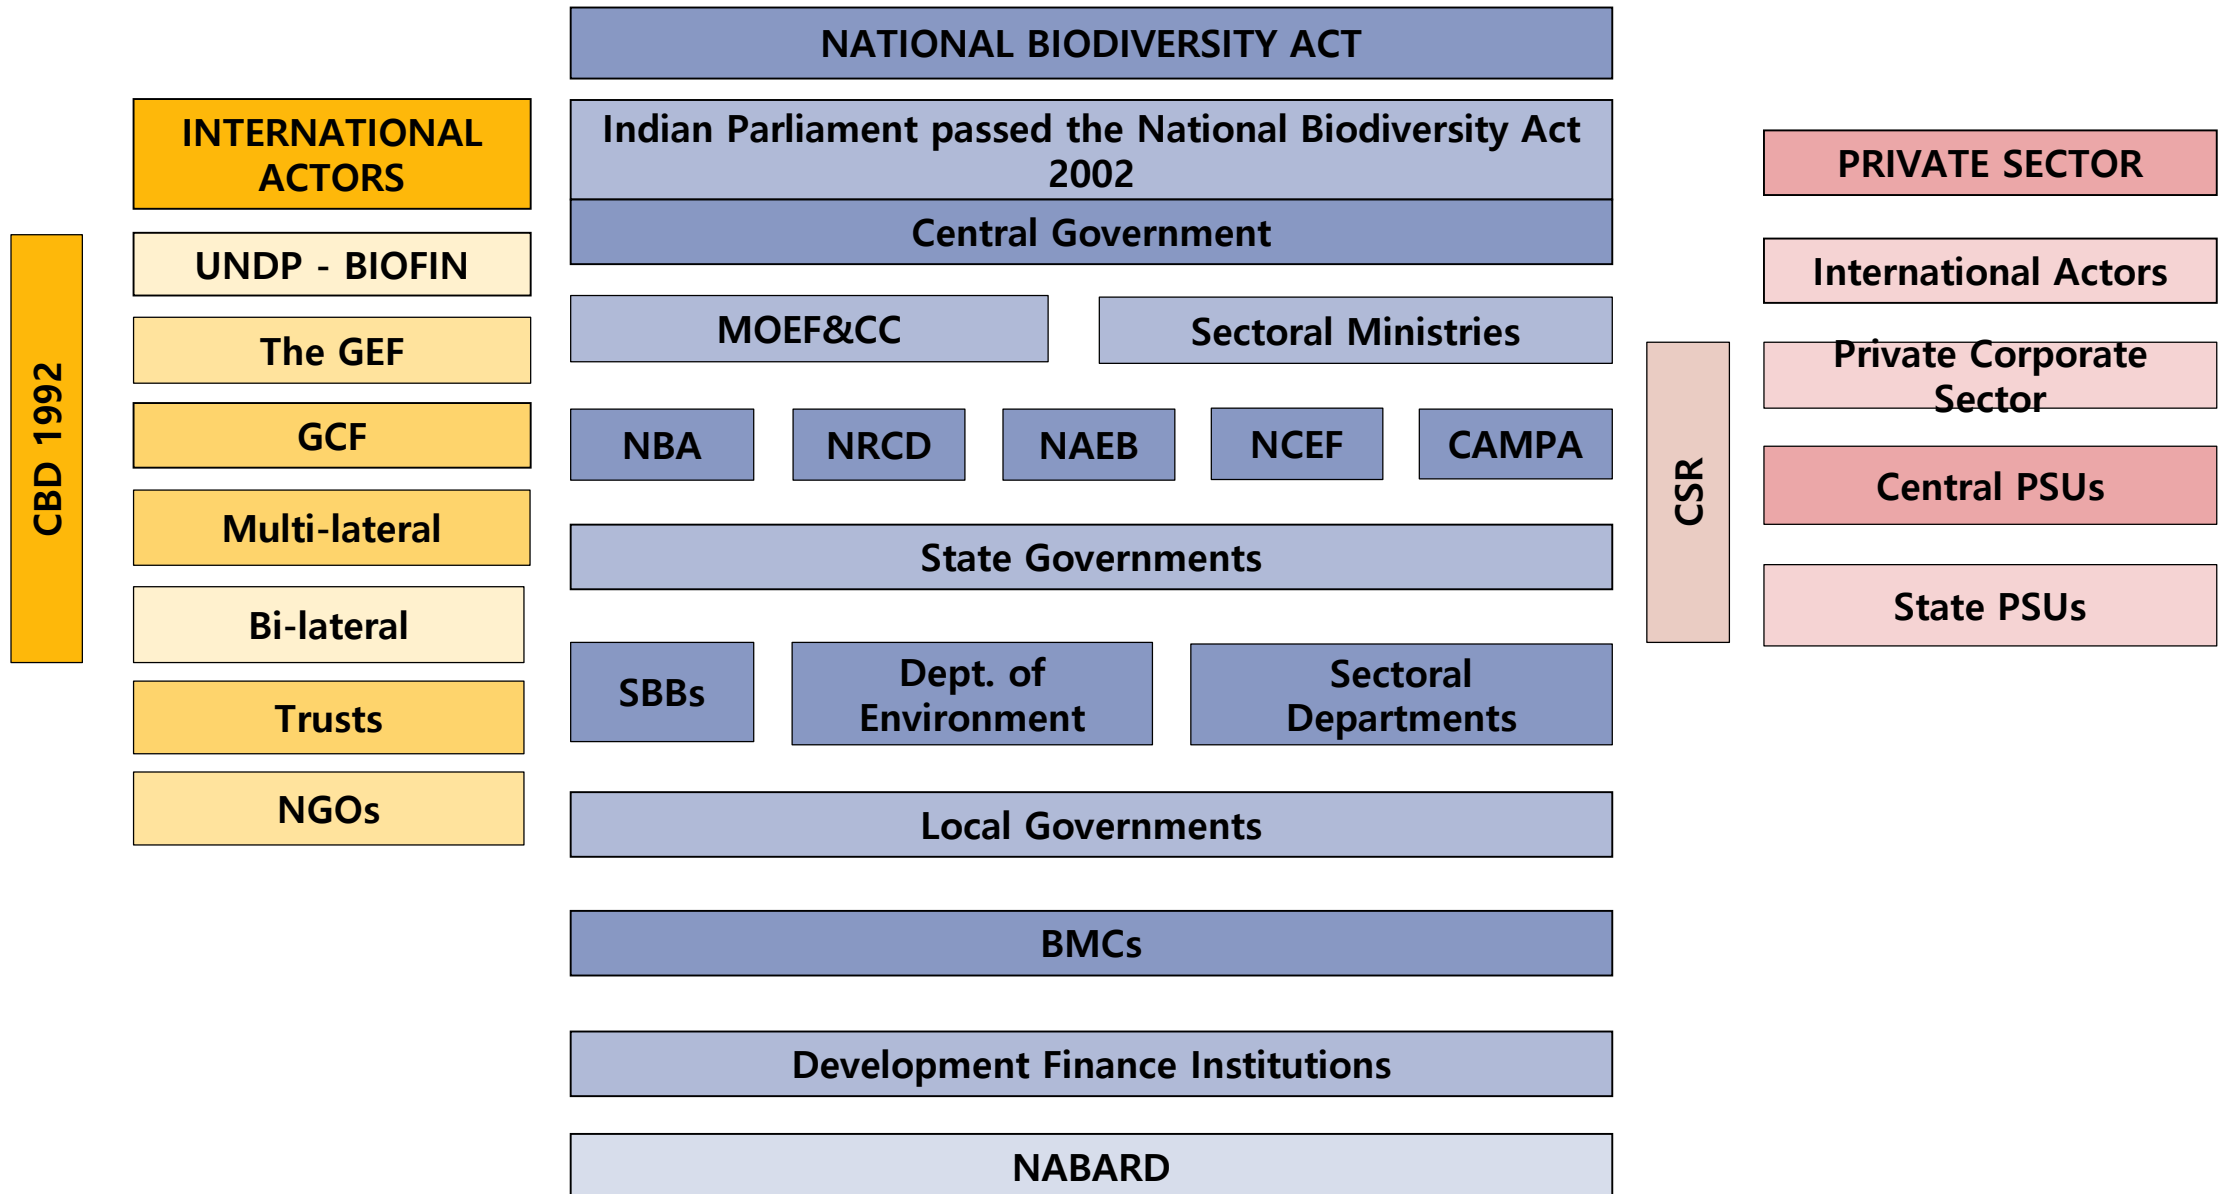 NATIONAL BIODIVERSITY ACT
INTERNATIONAL
ACTORS
CBD 1992
UNDP - BIOFIN
The GEF
GCF
Multi-lateral
Bi-lateral
Trusts
NGOs
Indian Parliament passed the National Biodiversity Act
2002
Central Government
MOEF&CC
Sectoral Ministries
NBA
NRCD
NAEB
NCEF
CAMPA
State Governments
SBBs
Dept. of
Environment
Sectoral
Departments
Local Governments
BMCs
Development Finance Institutions
NABARD
CSR
PRIVATE SECTOR
International Actors
Private Corporate
Sector
Central PSUs
State PSUs